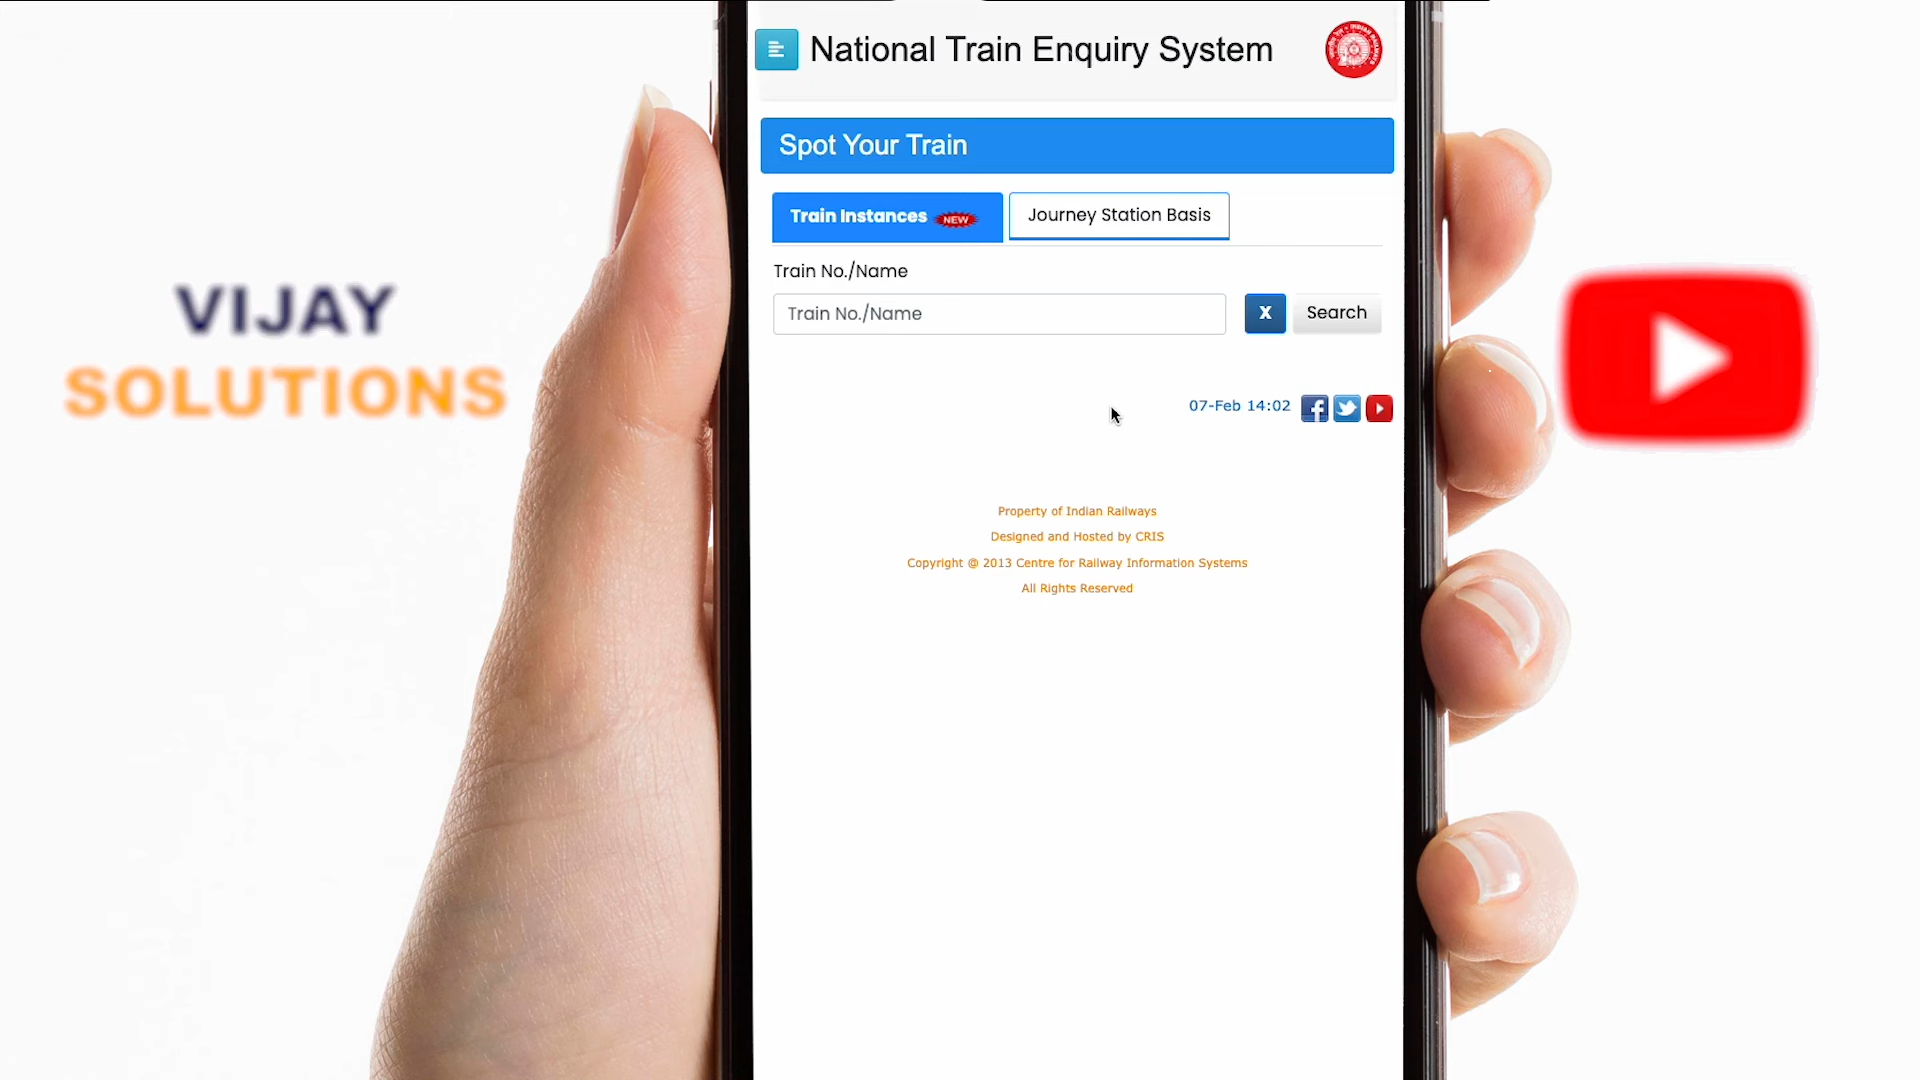 National Train Enquiry System
Spot Your Train
Train Instances NEW
Journey Station Basis
Train No./Name
Train No./Name
X
Search
VIJAY
SOLUTIONS
07-Feb 14:02
Property of Indian Railways
Designed and Hosted by CRIS
Copyright @ 2013 Centre for Railway Information Systems
All Rights Reserved